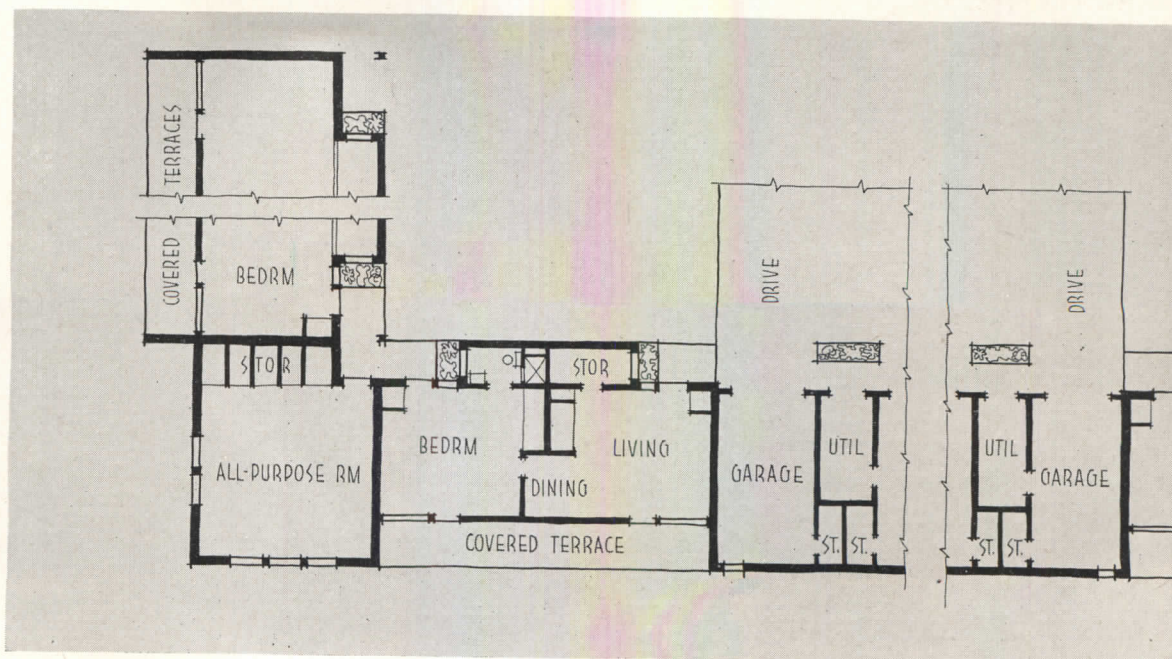 TERRACES
COVERED
BEDRM
STOR
ALL-PURPOSE RM
BEDRM
STOR
LIVING
DINING
COVERED TERRACE
DRIVE
GARAGE
UTIL
ST.
ST.
DRIVE
UTIL
GARAGE
ST.
ST.